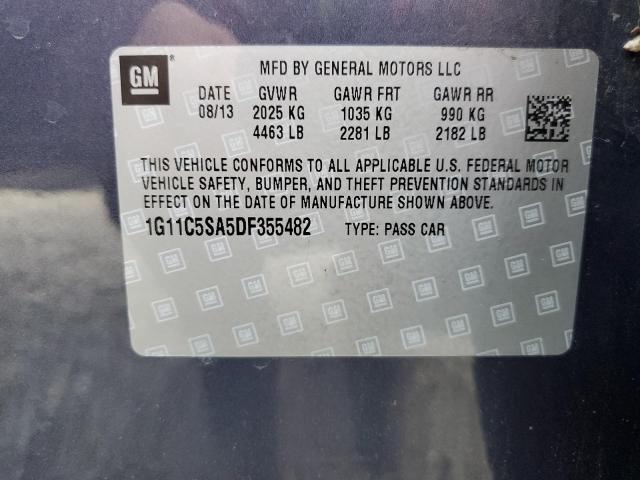 GM
®
MFD BY GENERAL MOTORS LLC
DATE GVWR GAWR FRT GAWR RR
08/13 2025 KG 1035 KG 990 KG
4463 LB 2281 LB 2182 LB
THIS VEHICLE CONFORMS TO ALL APPLICABLE U.S. FEDERAL MOTOR
VEHICLE SAFETY, BUMPER, AND THEFT PREVENTION STANDARDS IN
EFFECT ON THE DATE OF MANUFACTURE SHOWN ABOVE.
1G11C5SA5DF355482 TYPE: PASS CAR